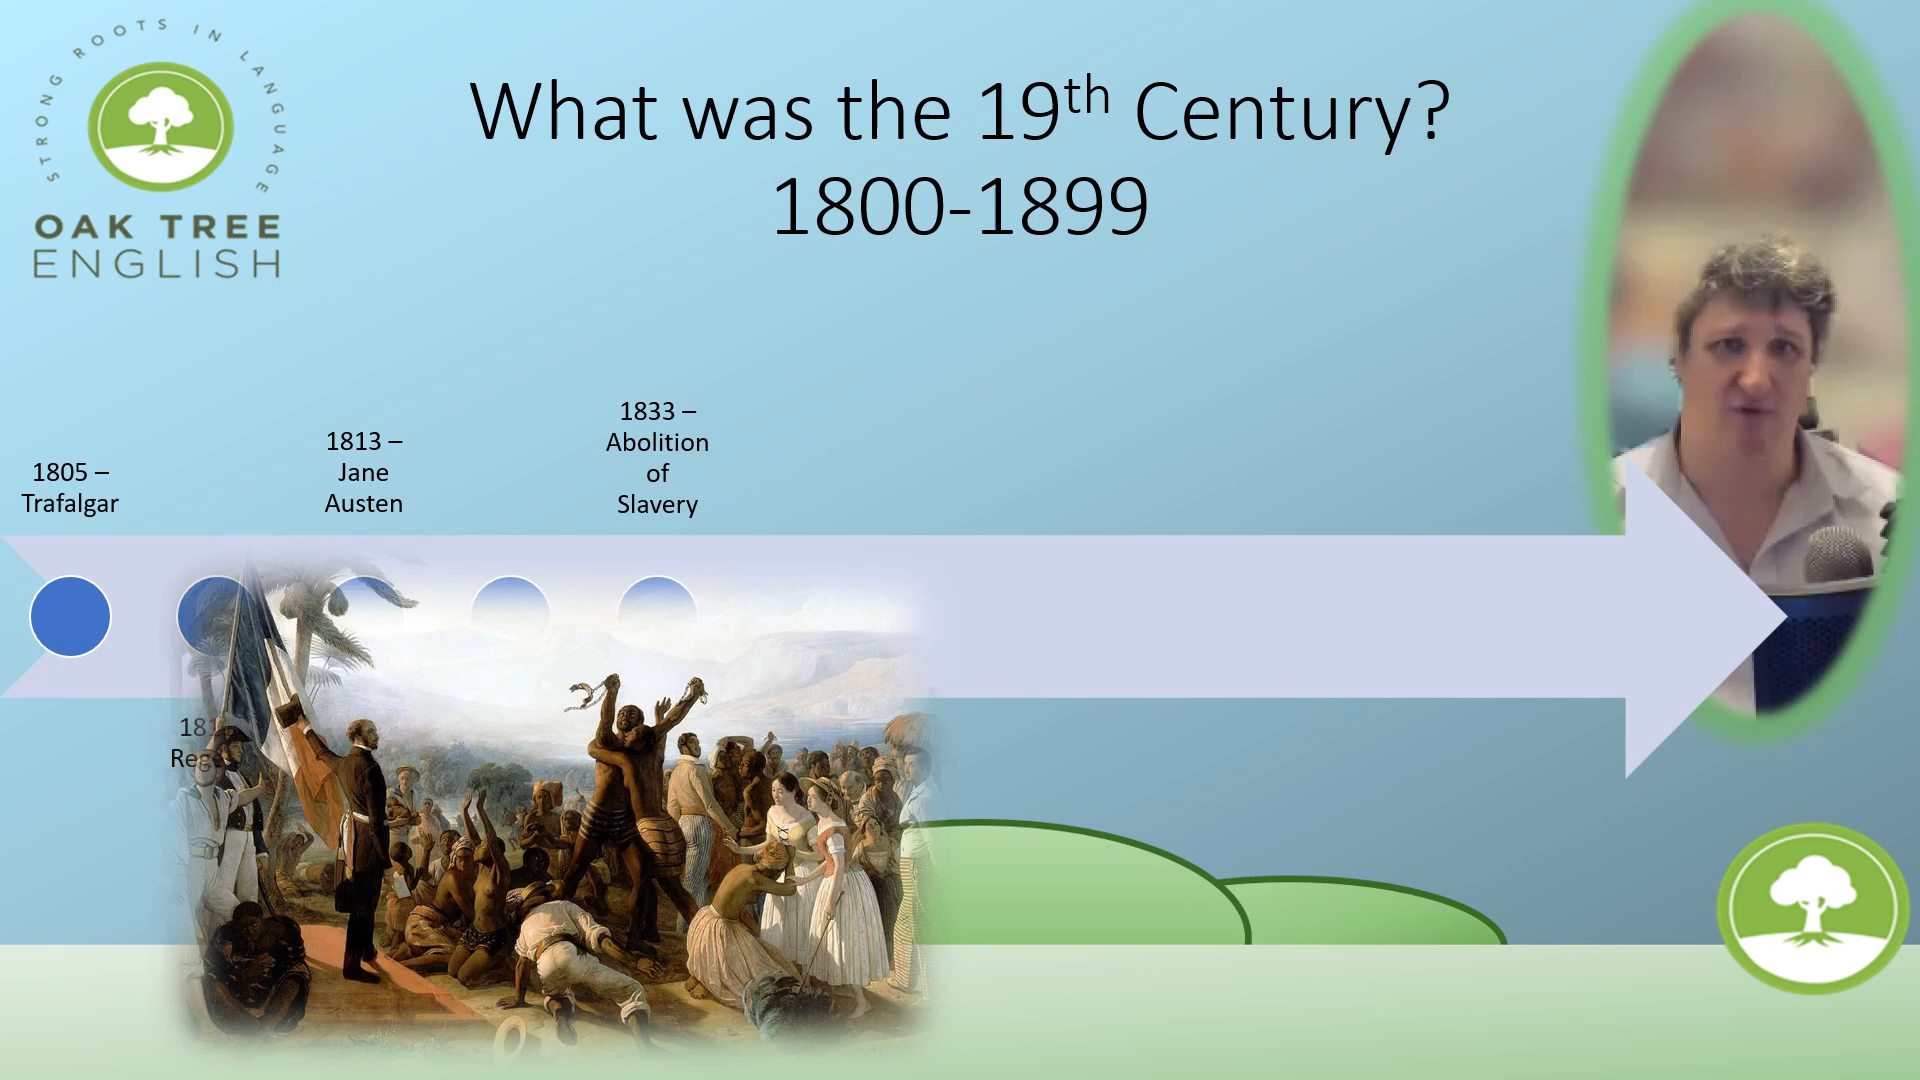 STRONG ROOTS IN LANGUAGE
OAK TREE
ENGLISH
What was the 19th Century?
1800-1899
1805 –
Trafalgar
1813 –
Jane
Austen
1833 –
Abolition
of
Slavery